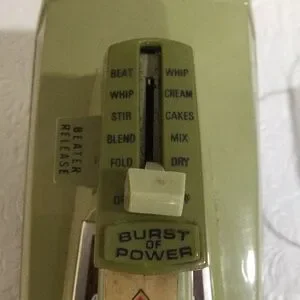 BEAT WHIP
WHIP CREAM
STIR CAKES
BLEND MIX
FOLD DRY
BEATER
RELEASE
BURST
OF
POWER